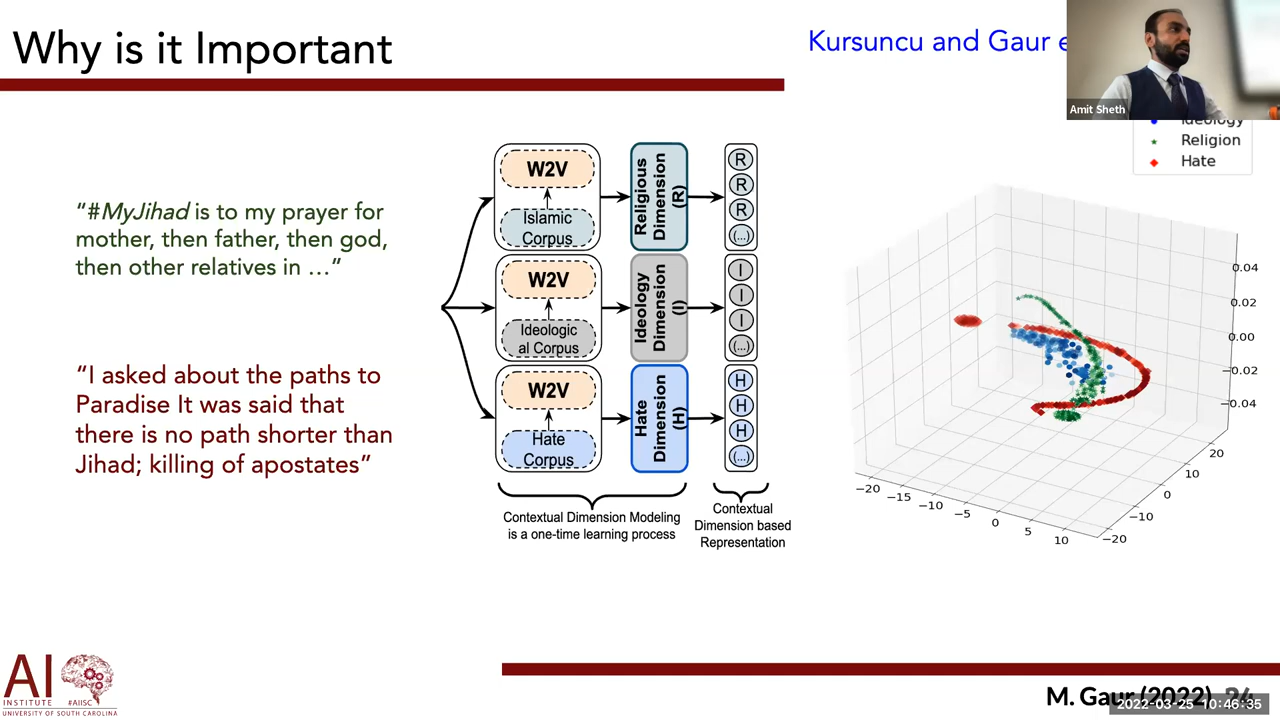 Why is it Important
Kursuncu and Gaur e
Amit Sheth
Ideology
Religion
Hate
“#MyJihad is to my prayer for
mother, then father, then god,
then other relatives in …”
“I asked about the paths to
Paradise It was said that
there is no path shorter than
Jihad; killing of apostates”
W2V
Islamic
Corpus
Religious
Dimension
(R)
R
R
R
(...)
W2V
Ideologic
al Corpus
Ideology
Dimension
(I)
I
I
I
(...)
W2V
Hate
Corpus
Hate
Dimension
(H)
H
H
H
(...)
Contextual Dimension Modeling
is a one-time learning process
Contextual
Dimension based
Representation
0.04
0.02
0.00
−0.02
−0.04
20
10
0
−10
−20
−20
−15
−10
−5
0
5
10
AI
INSTITUTE #AIISC
UNIVERSITY OF SOUTH CAROLINA
M. Gaur (2022) 24
2022-03-25 10:46:35